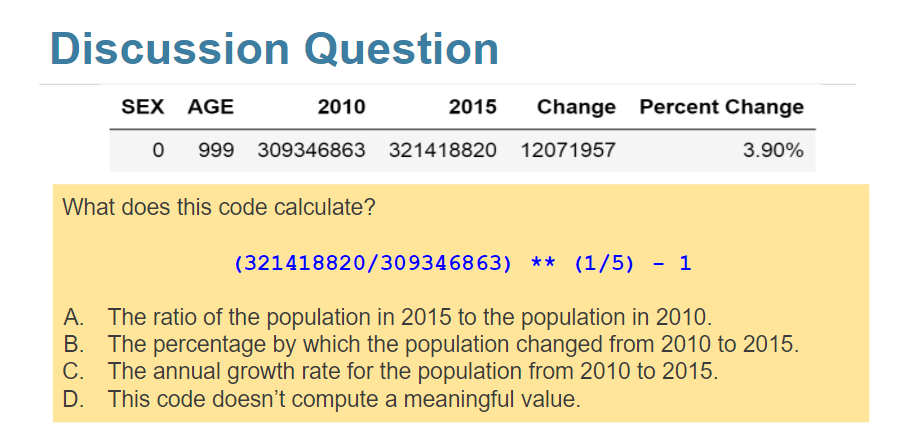 Discussion Question
SEX AGE 2010 2015 Change Percent Change
0 999 309346863 321418820 12071957 3.90%
What does this code calculate?
(321418820/309346863) ** (1/5) - 1
A. The ratio of the population in 2015 to the population in 2010.
B. The percentage by which the population changed from 2010 to 2015.
C. The annual growth rate for the population from 2010 to 2015.
D. This code doesn’t compute a meaningful value.